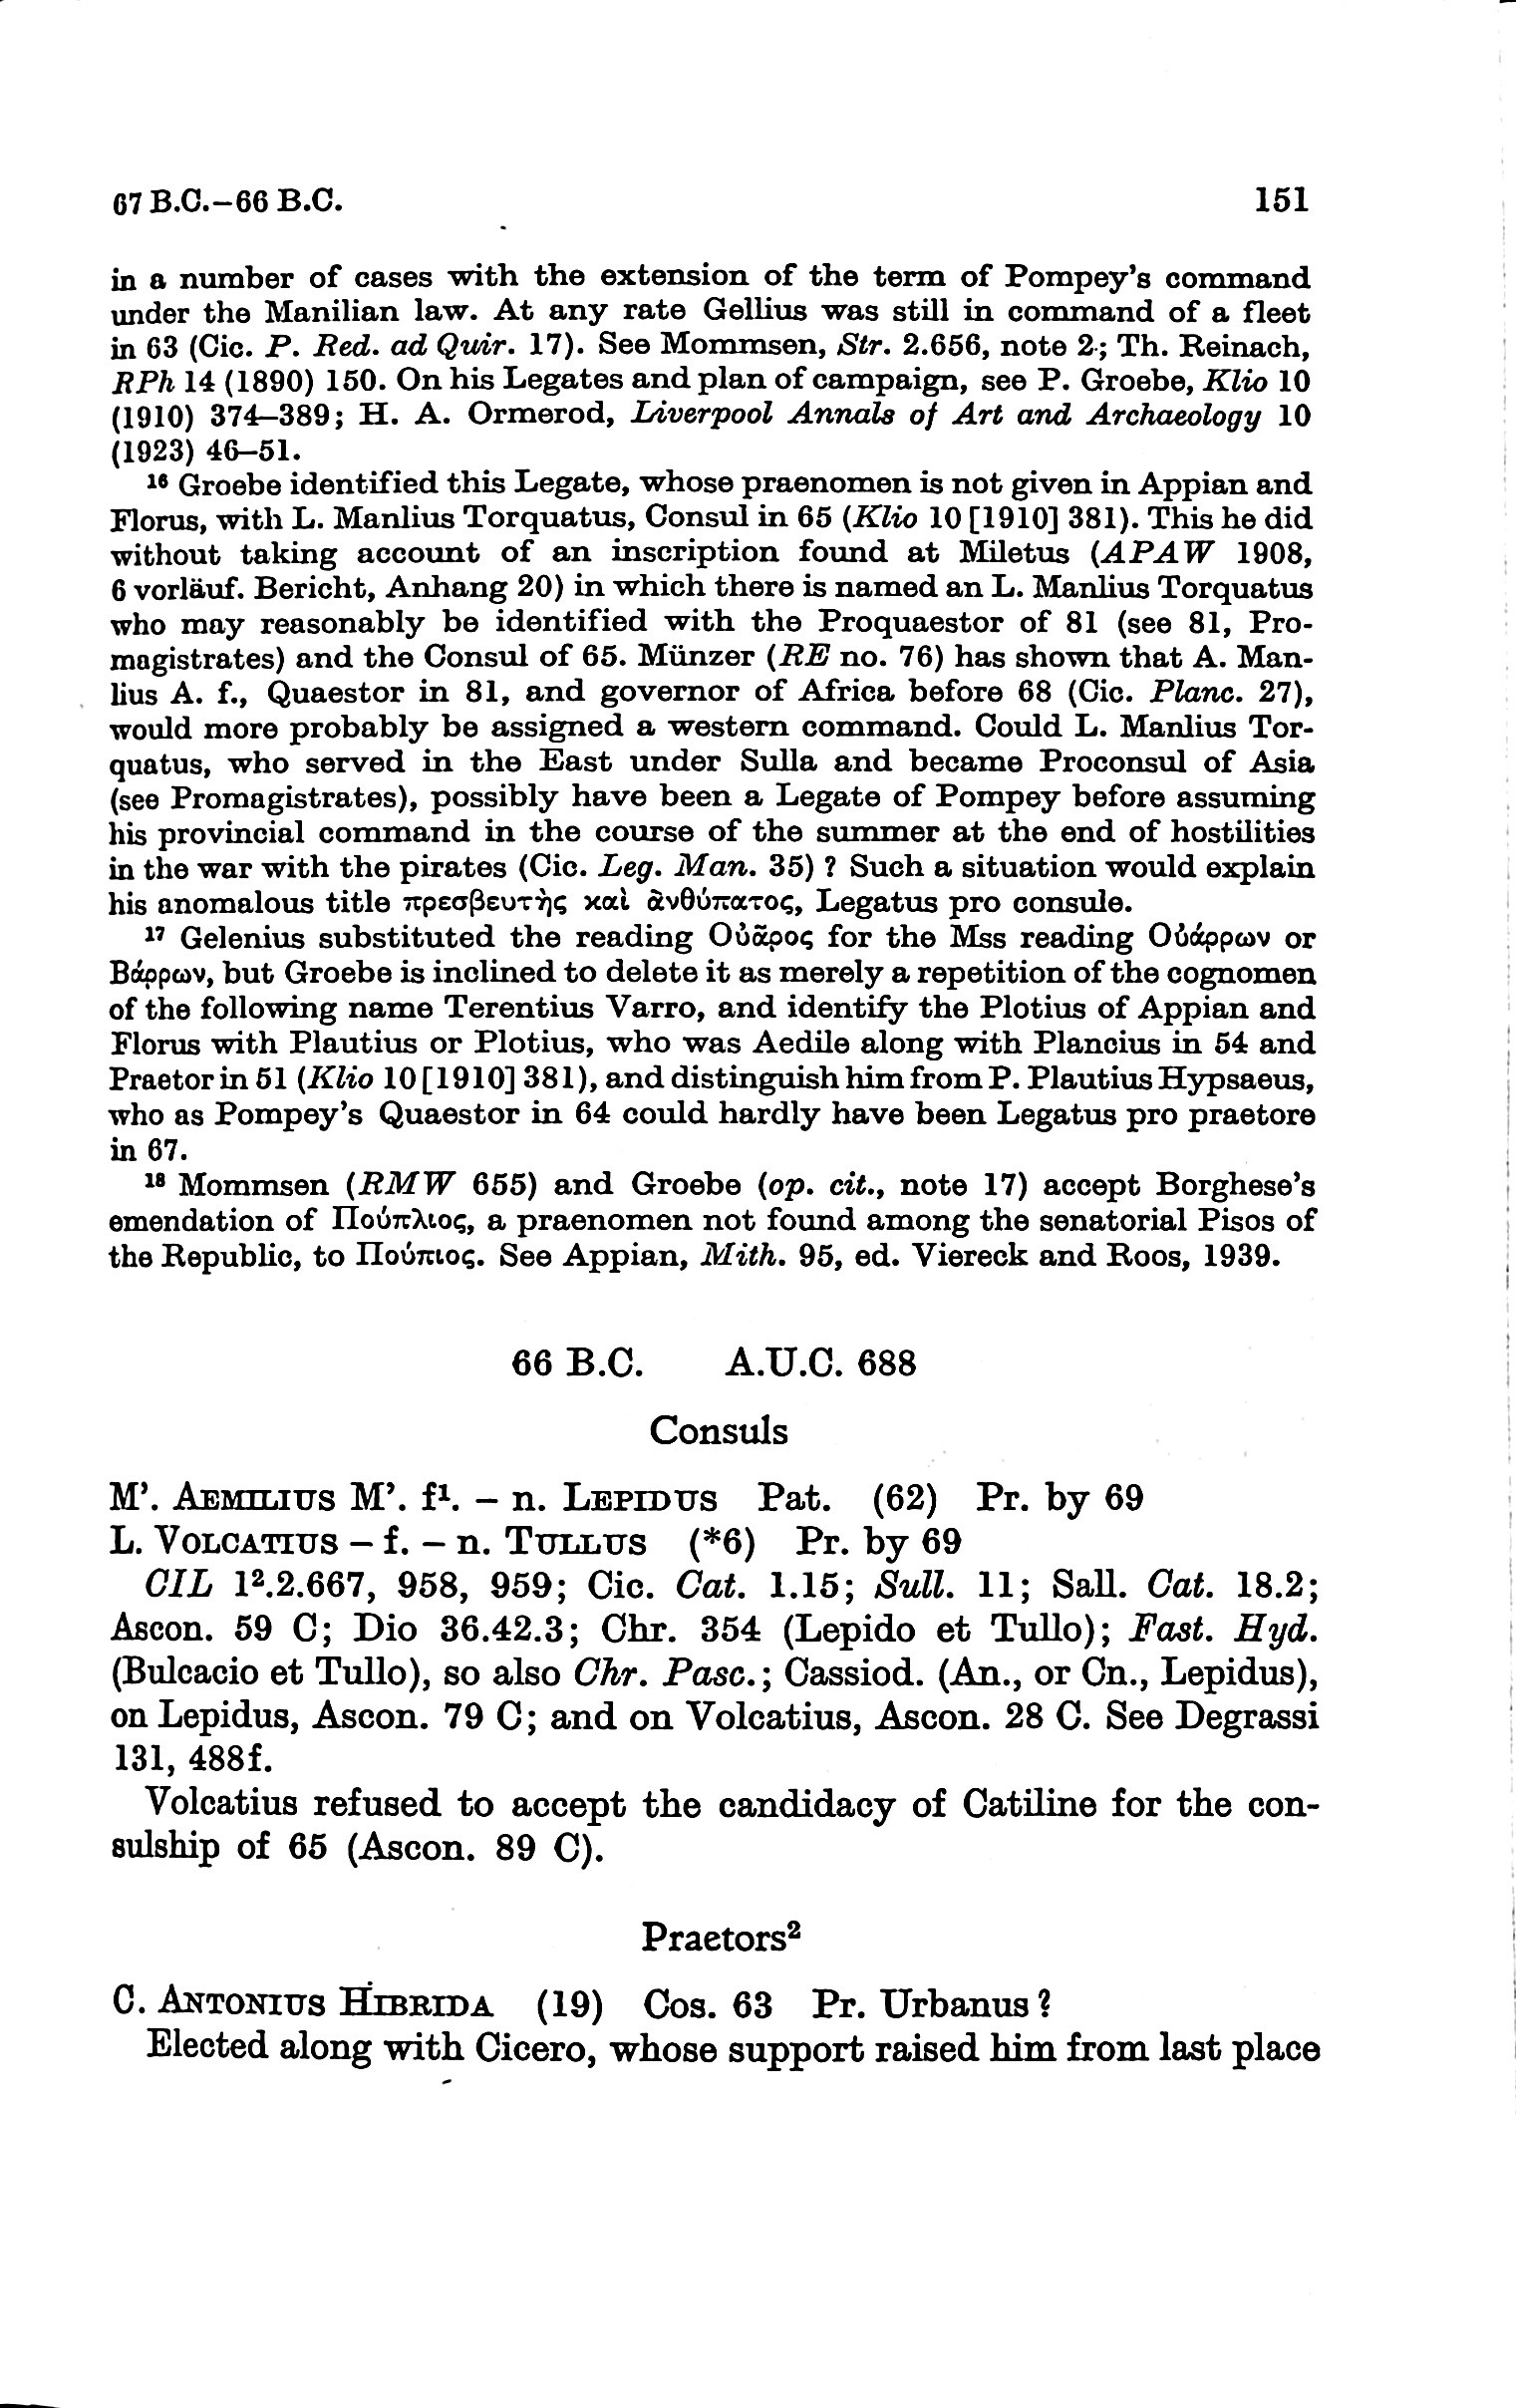 67 B.C.–66 B.C. 151
in a number of cases with the extension of the term of Pompey's command
under the Manilian law. At any rate Gellius was still in command of a fleet
in 63 (Cic. P. Red. ad Quir. 17). See Mommsen, Str. 2.656, note 2; Th. Reinach,
RPh 14 (1890) 150. On his Legates and plan of campaign, see P. Groebe, Klio 10
(1910) 374–389; H. A. Ormerod, Liverpool Annals of Art and Archaeology 10
(1923) 46–51.
¹⁶ Groebe identified this Legate, whose praenomen is not given in Appian and
Florus, with L. Manlius Torquatus, Consul in 65 (Klio 10 [1910] 381). This he did
without taking account of an inscription found at Miletus (APAW 1908,
6 vorläuf. Bericht, Anhang 20) in which there is named an L. Manlius Torquatus
who may reasonably be identified with the Proquaestor of 81 (see 81, Pro-
magistrates) and the Consul of 65. Münzer (RE no. 76) has shown that A. Man-
lius A. f., Quaestor in 81, and governor of Africa before 68 (Cic. Planc. 27),
would more probably be assigned a western command. Could L. Manlius Tor-
quatus, who served in the East under Sulla and became Proconsul of Asia
(see Promagistrates), possibly have been a Legate of Pompey before assuming
his provincial command in the course of the summer at the end of hostilities
in the war with the pirates (Cic. Leg. Man. 35) ? Such a situation would explain
his anomalous title πρεσβευτὴς καὶ ἀνθύπατος, Legatus pro consule.
¹⁷ Gelenius substituted the reading Οὐᾶρος for the Mss reading Οὐάρρων or
Βάρρων, but Groebe is inclined to delete it as merely a repetition of the cognomen
of the following name Terentius Varro, and identify the Plotius of Appian and
Florus with Plautius or Plotius, who was Aedile along with Plancius in 54 and
Praetor in 51 (Klio 10 [1910] 381), and distinguish him from P. Plautius Hypsaeus,
who as Pompey's Quaestor in 64 could hardly have been Legatus pro praetore
in 67.
¹⁸ Mommsen (RMW 655) and Groebe (op. cit., note 17) accept Borghese's
emendation of Πούπλιος, a praenomen not found among the senatorial Pisos of
the Republic, to Πούπιος. See Appian, Mith. 95, ed. Viereck and Roos, 1939.
66 B.C. A.U.C. 688
Consuls
M'. AEMILIUS M'. f¹. – n. LEPIDUS Pat. (62) Pr. by 69
L. VOLCATIUS – f. – n. TULLUS (*6) Pr. by 69
CIL 1².2.667, 958, 959; Cic. Cat. 1.15; Sull. 11; Sall. Cat. 18.2;
Ascon. 59 C; Dio 36.42.3; Chr. 354 (Lepido et Tullo); Fast. Hyd.
(Bulcacio et Tullo), so also Chr. Pasc.; Cassiod. (An., or Cn., Lepidus),
on Lepidus, Ascon. 79 C; and on Volcatius, Ascon. 28 C. See Degrassi
131, 488f.
Volcatius refused to accept the candidacy of Catiline for the con-
sulship of 65 (Ascon. 89 C).
Praetors²
C. ANTONIUS HIBRIDA (19) Cos. 63 Pr. Urbanus ?
Elected along with Cicero, whose support raised him from last place